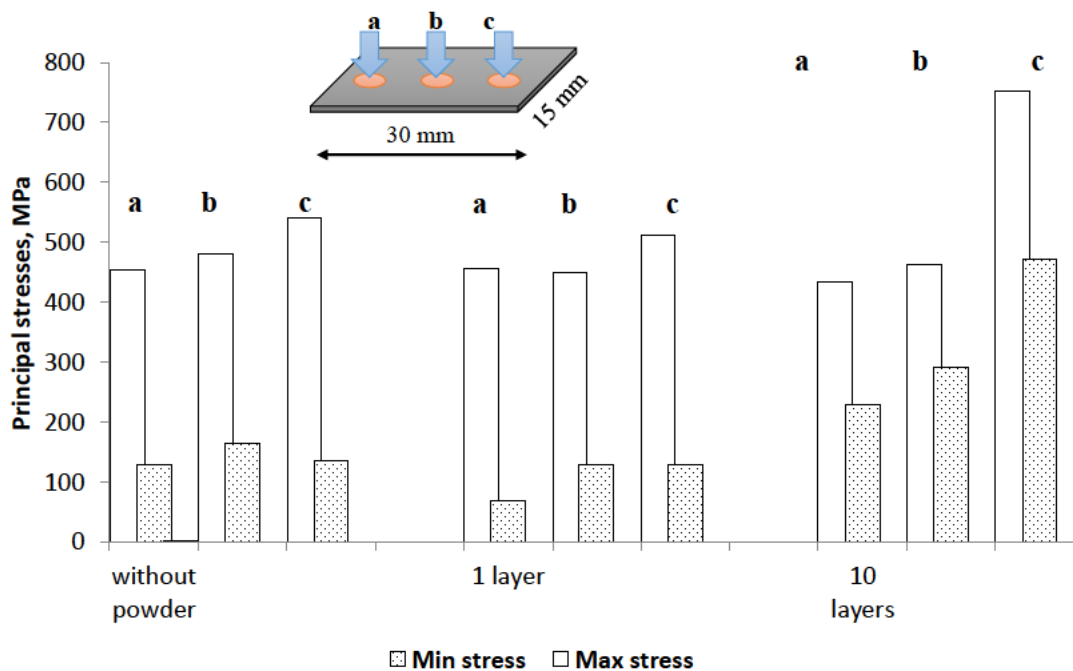 a b c
15 mm
30 mm
Principal stresses, MPa
800
700
600
500
400
300
200
100
0
a b c
a b c
a b c
without
powder
1 layer
10
layers
Min stress Max stress